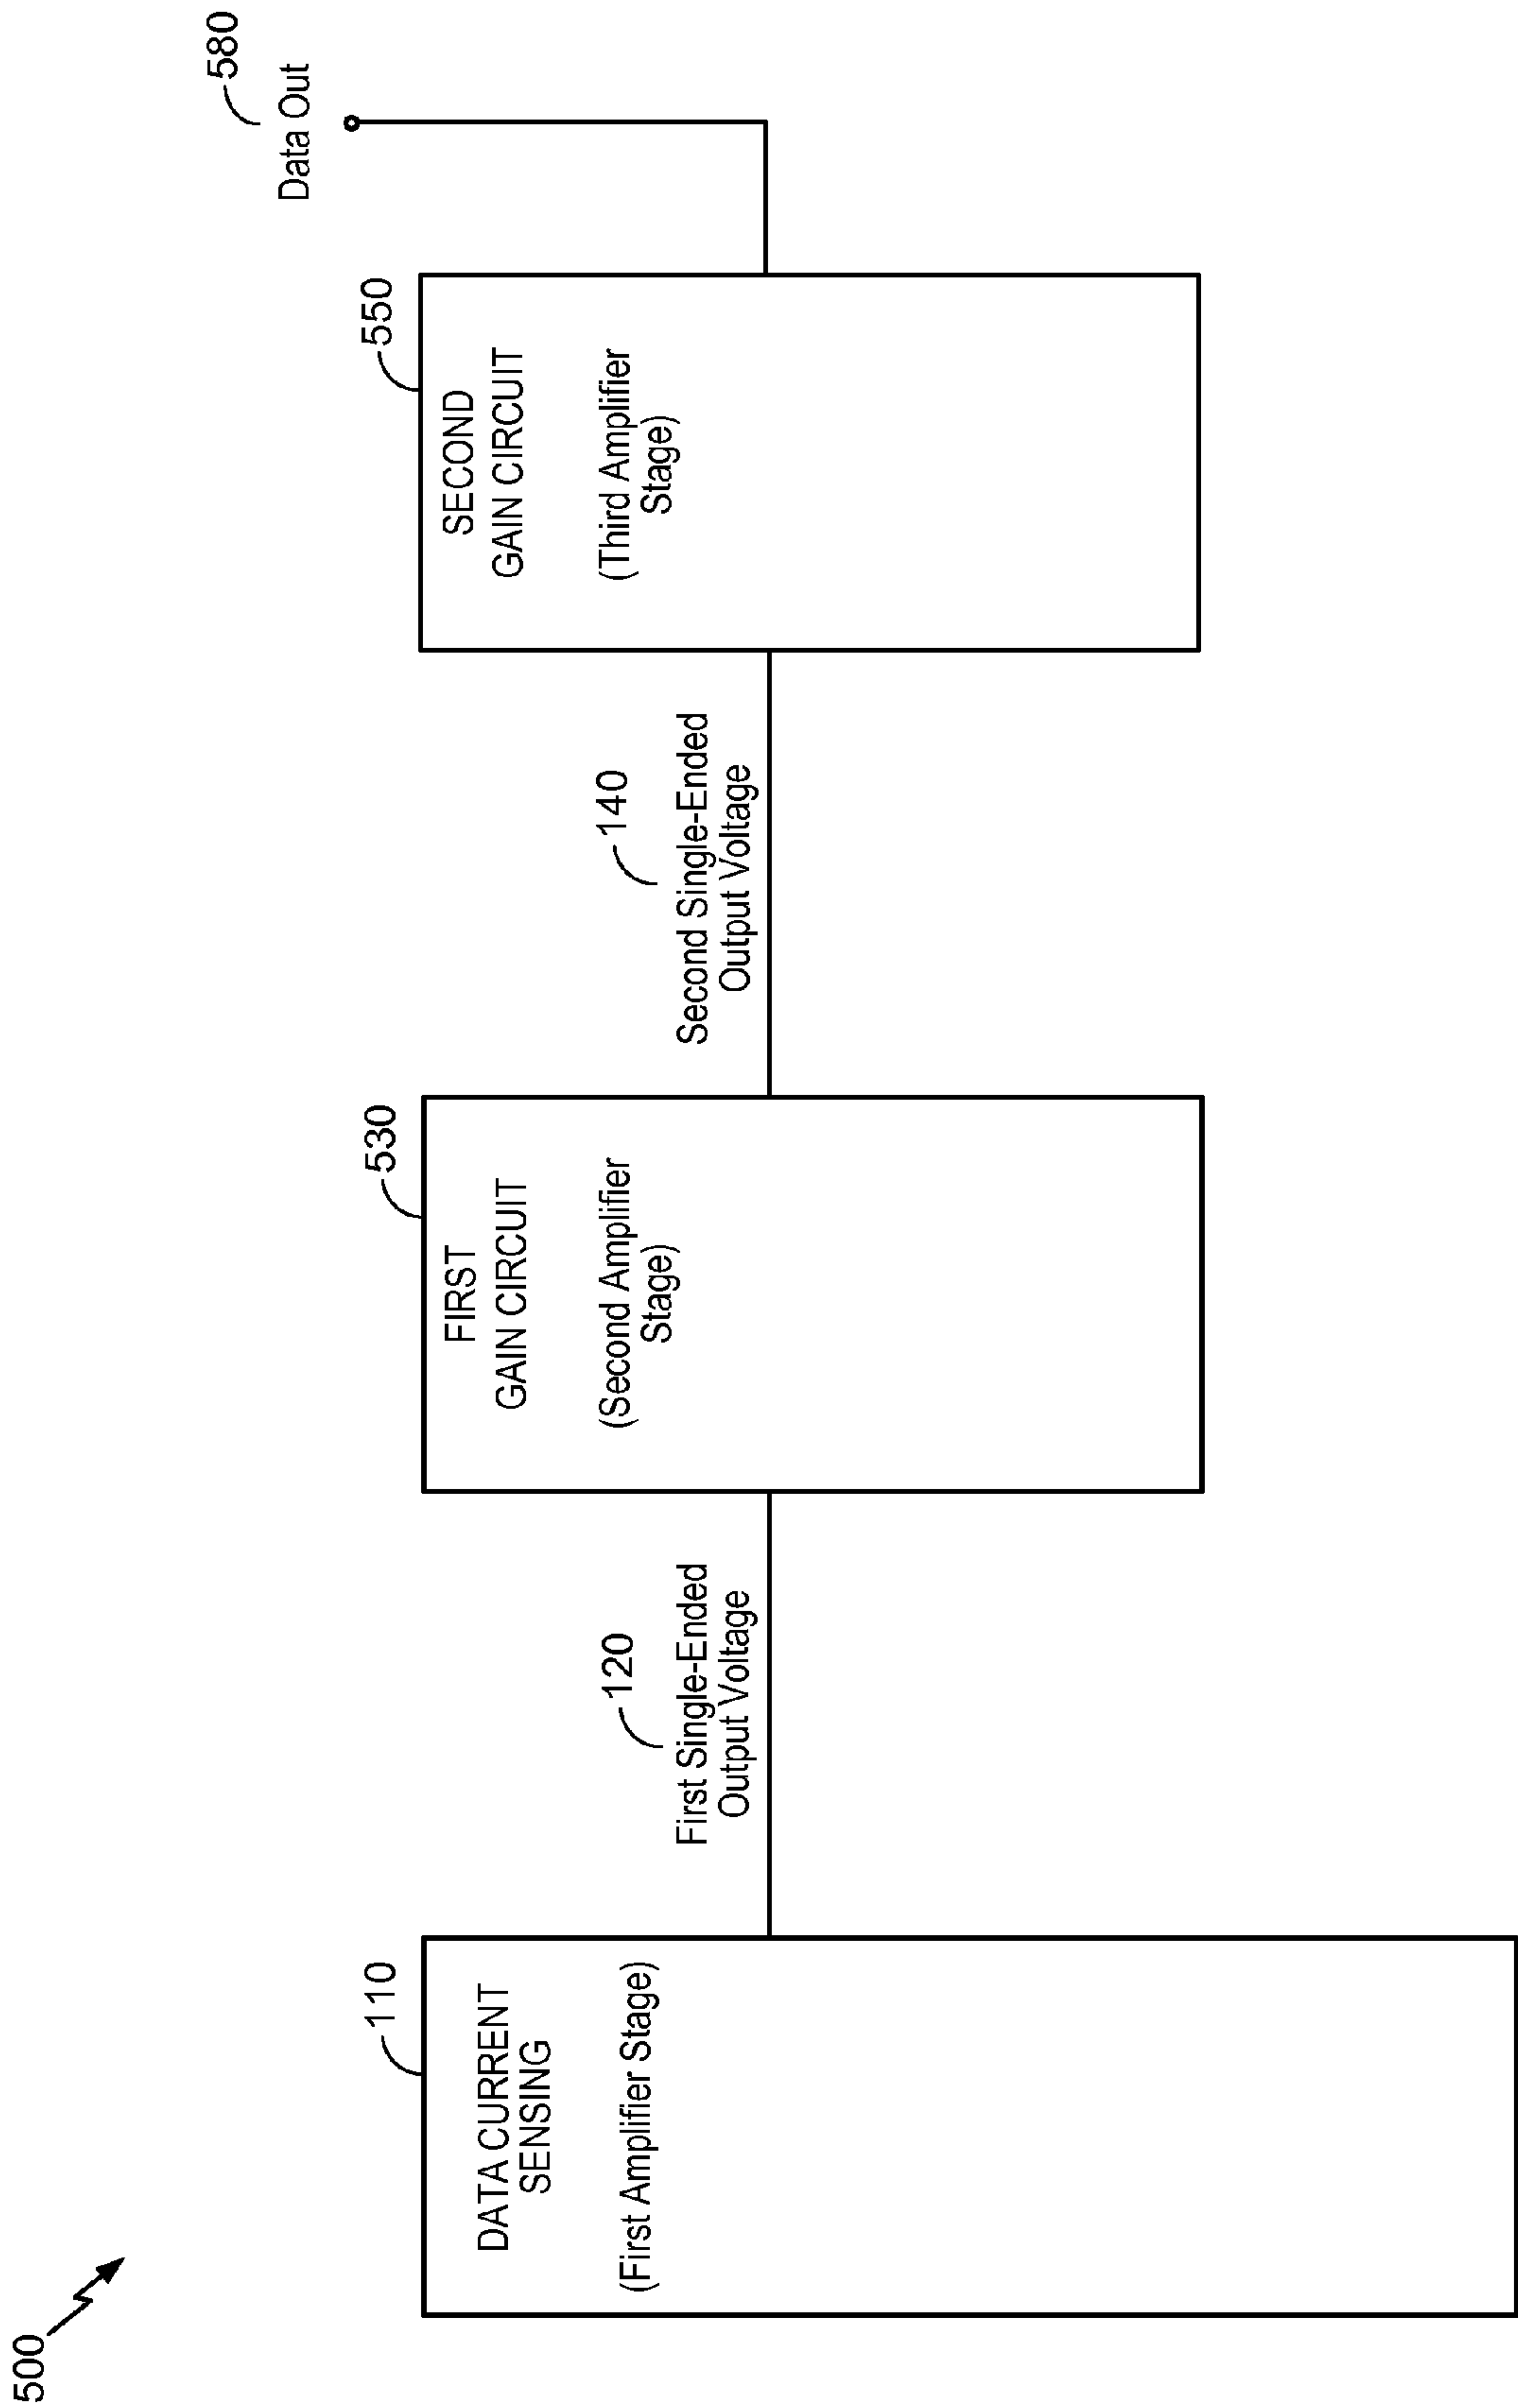 500
110
DATA CURRENT
SENSING
(First Amplifier Stage)
120
First Single-Ended
Output Voltage
530
FIRST
GAIN CIRCUIT
(Second Amplifier
Stage)
140
Second Single-Ended
Output Voltage
550
SECOND
GAIN CIRCUIT
(Third Amplifier
Stage)
580
Data Out